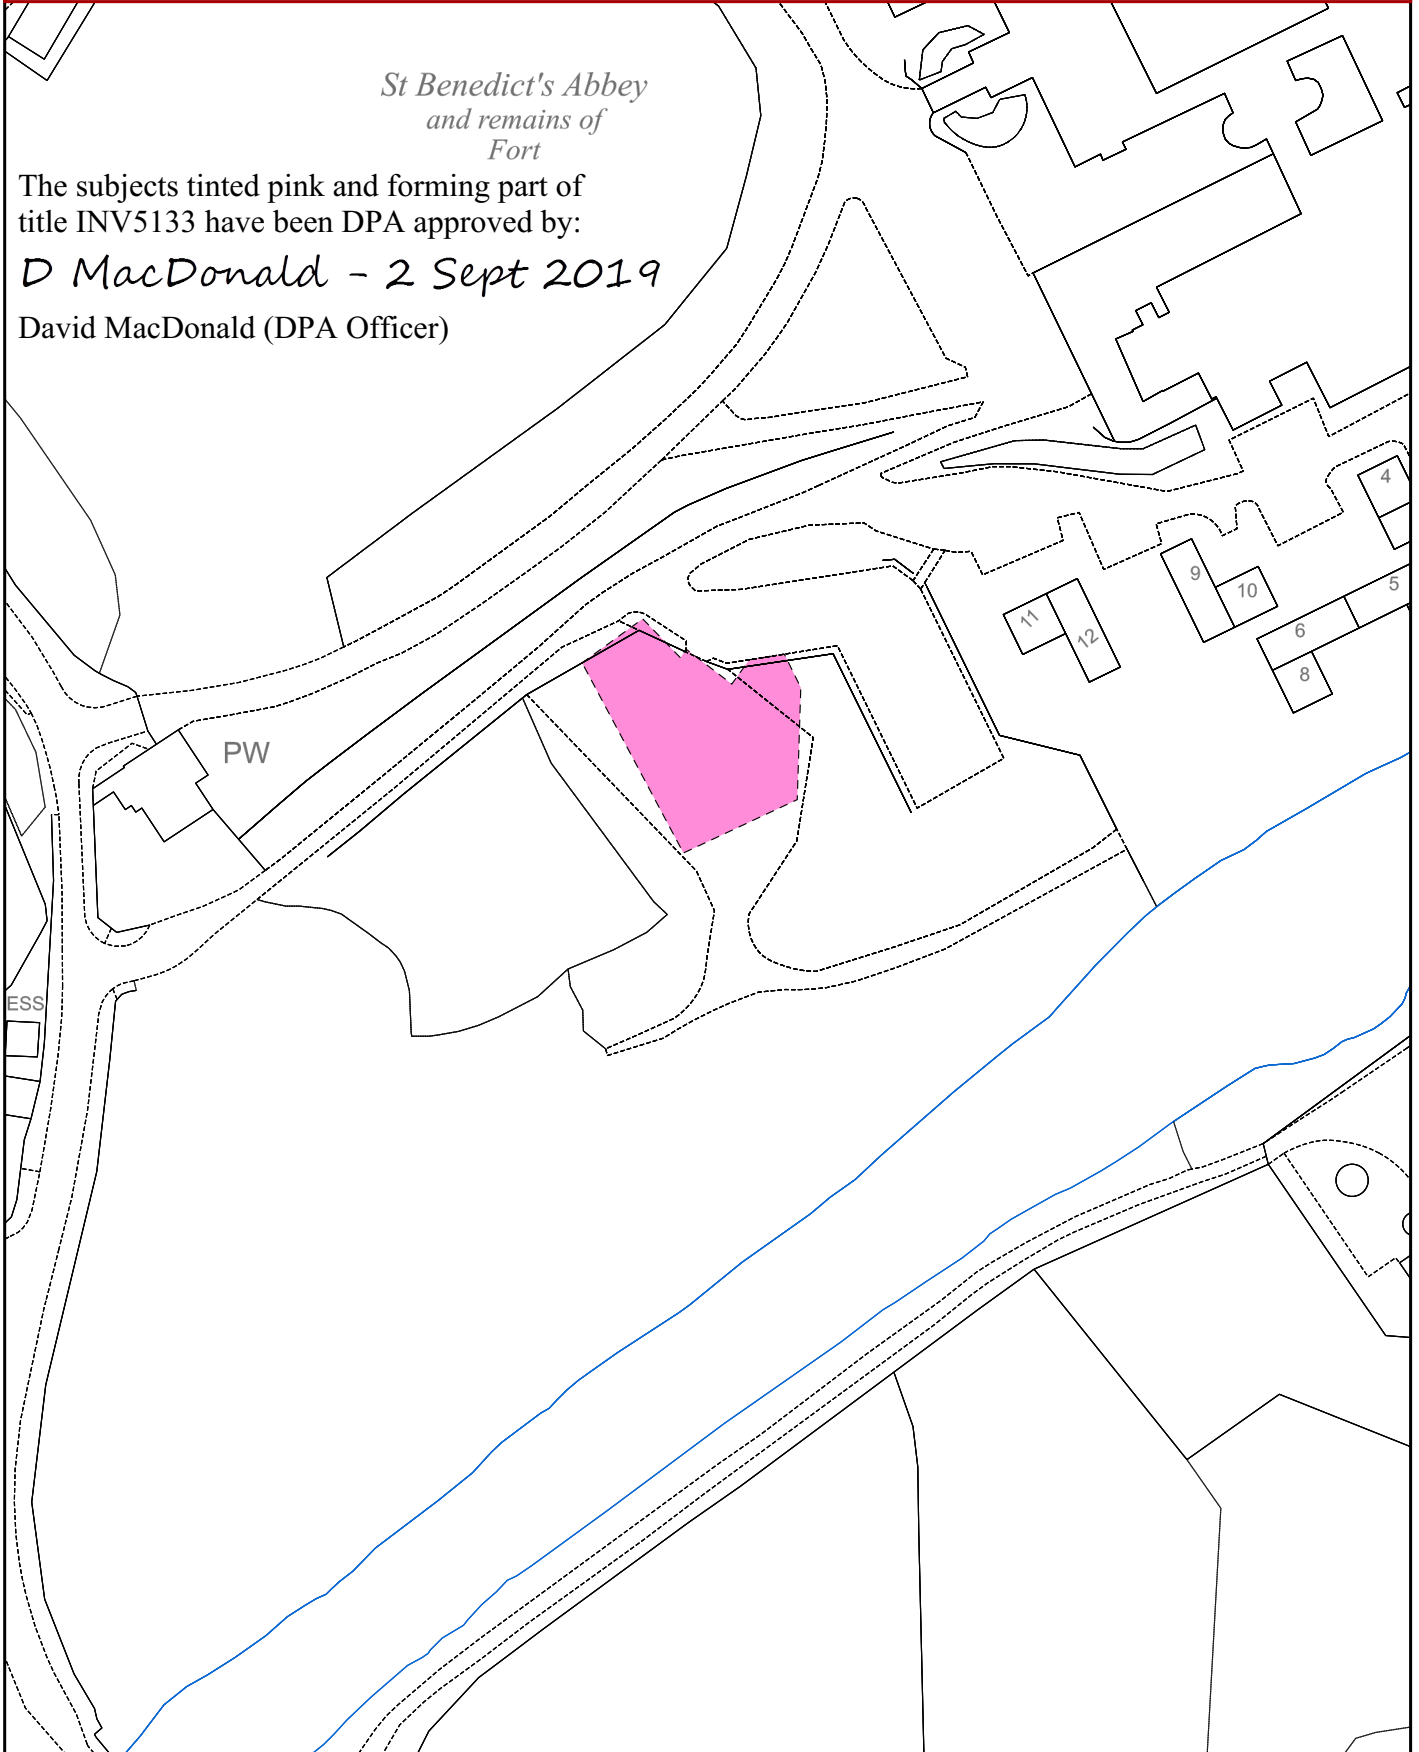 St Benedict's Abbey
and remains of
Fort
The subjects tinted pink and forming part of
title INV5133 have been DPA approved by:
D MacDonald - 2 Sept 2019
David MacDonald (DPA Officer)
4
9
10
5
11
12
6
8
PW
ESS